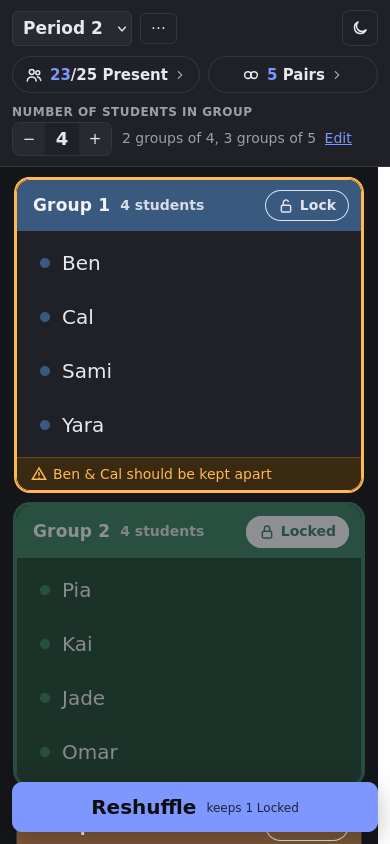 Period 2
23/25 Present
5 Pairs
NUMBER OF STUDENTS IN GROUP
− 4 + 2 groups of 4, 3 groups of 5 Edit
Group 1 4 students Lock
Ben
Cal
Sami
Yara
Ben & Cal should be kept apart
Group 2 4 students Locked
Pia
Kai
Jade
Omar
Reshuffle keeps 1 Locked